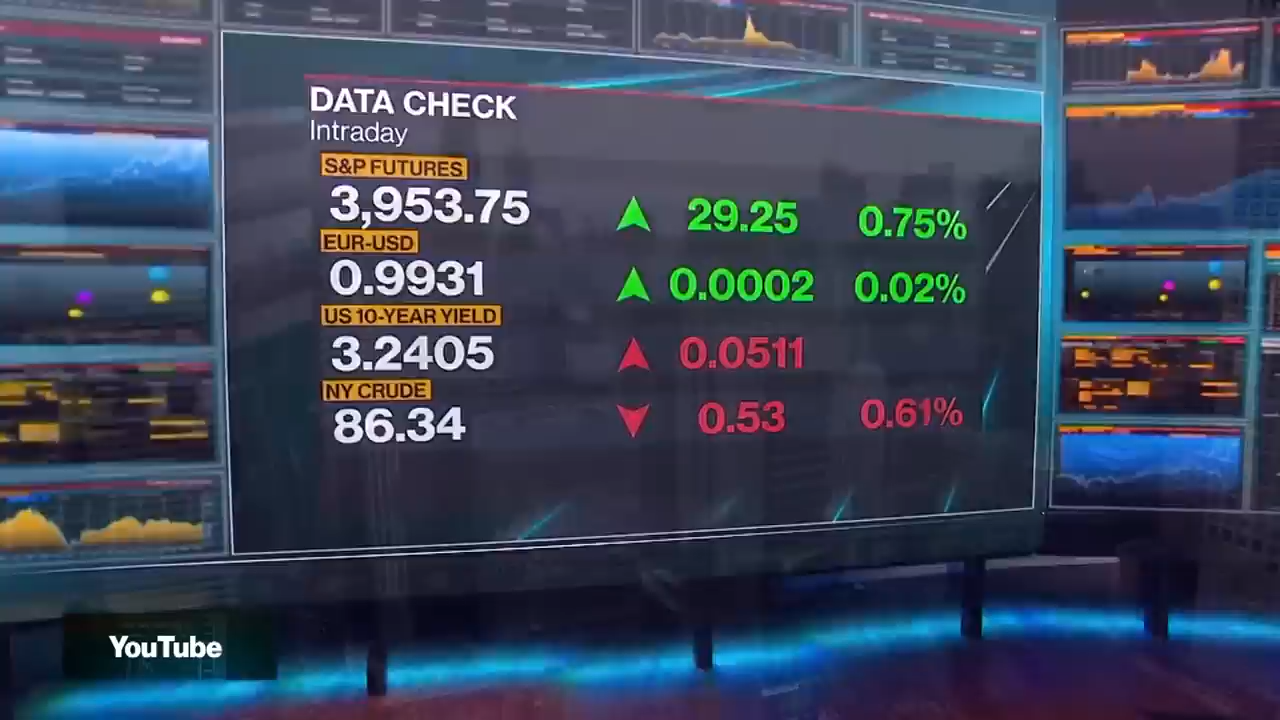 DATA CHECK
Intraday
S&P FUTURES
3,953.75 ▲ 29.25 0.75%
EUR-USD
0.9931 ▲ 0.0002 0.02%
US 10-YEAR YIELD
3.2405 ▲ 0.0511
NY CRUDE
86.34 ▼ 0.53 0.61%
YouTube